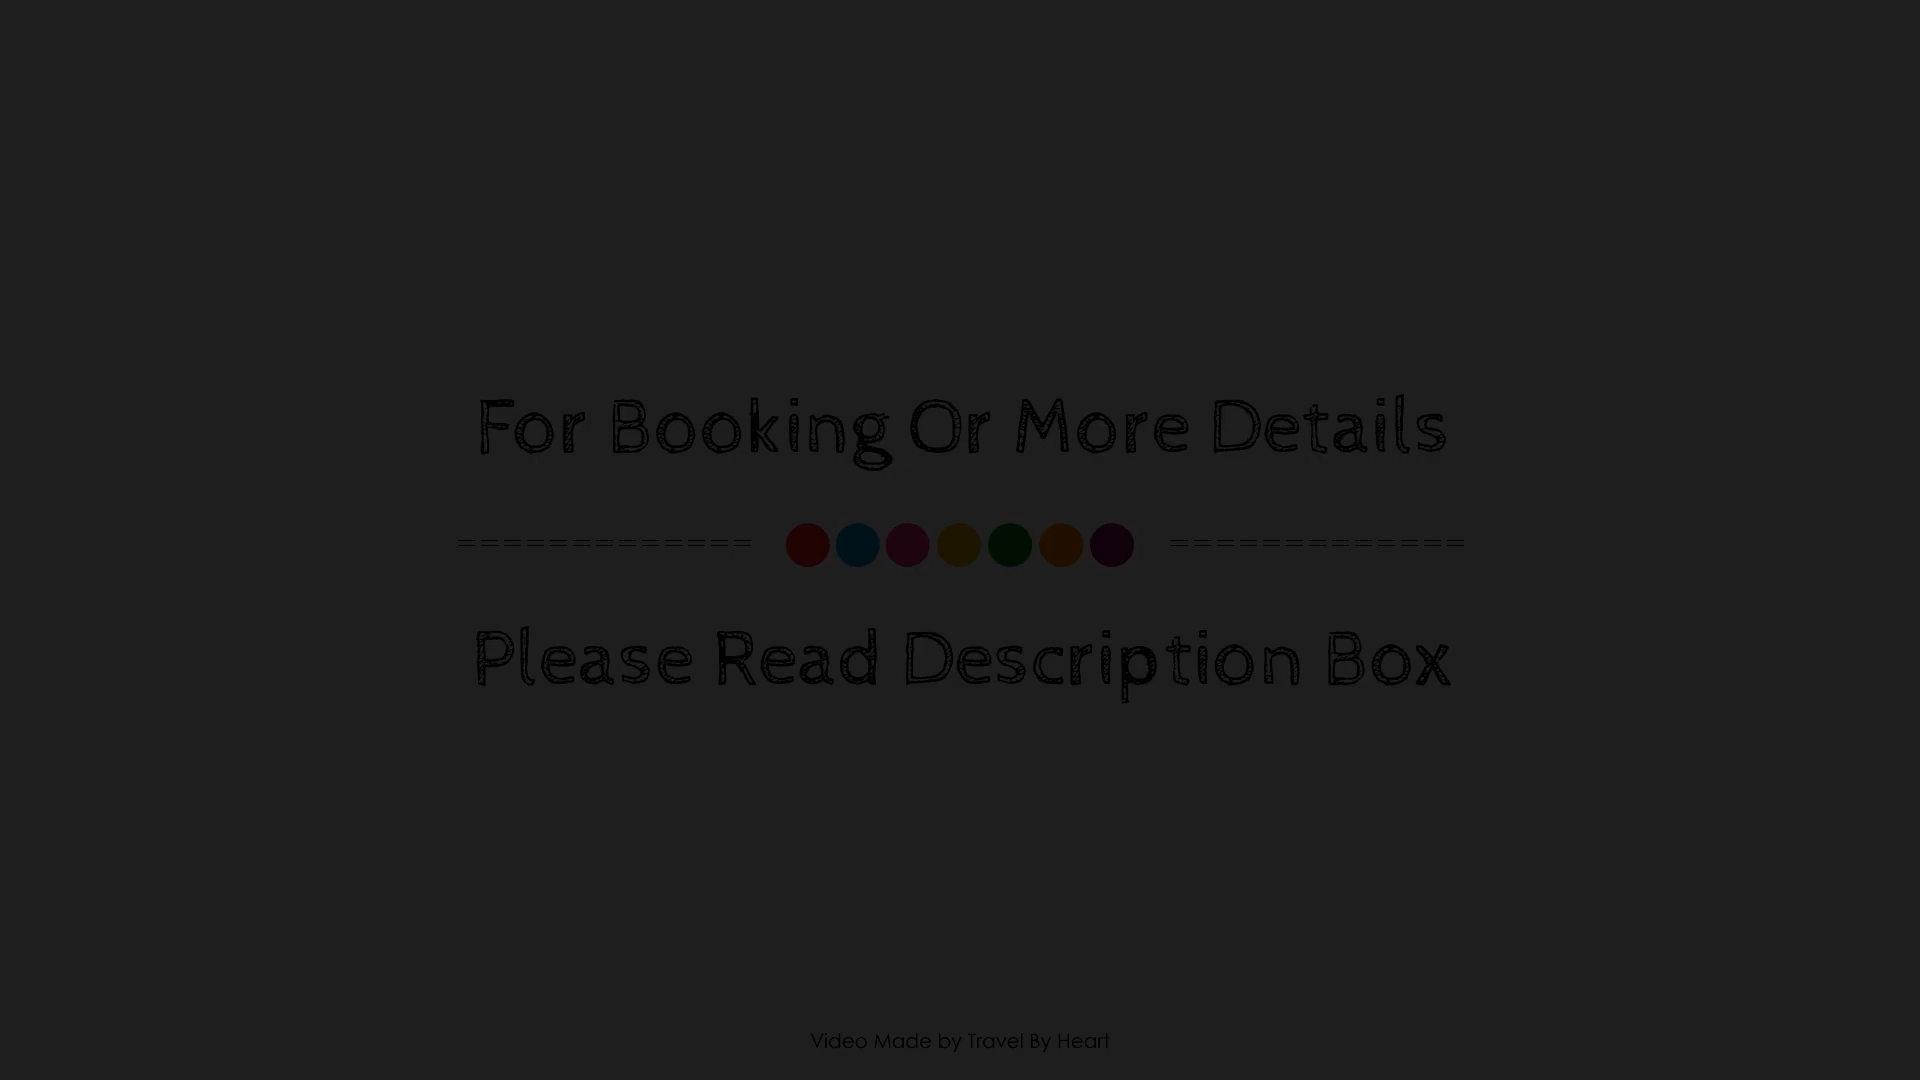 For Booking Or More Details
============= =============
Please Read Description Box
Video Made by Travel By Heart